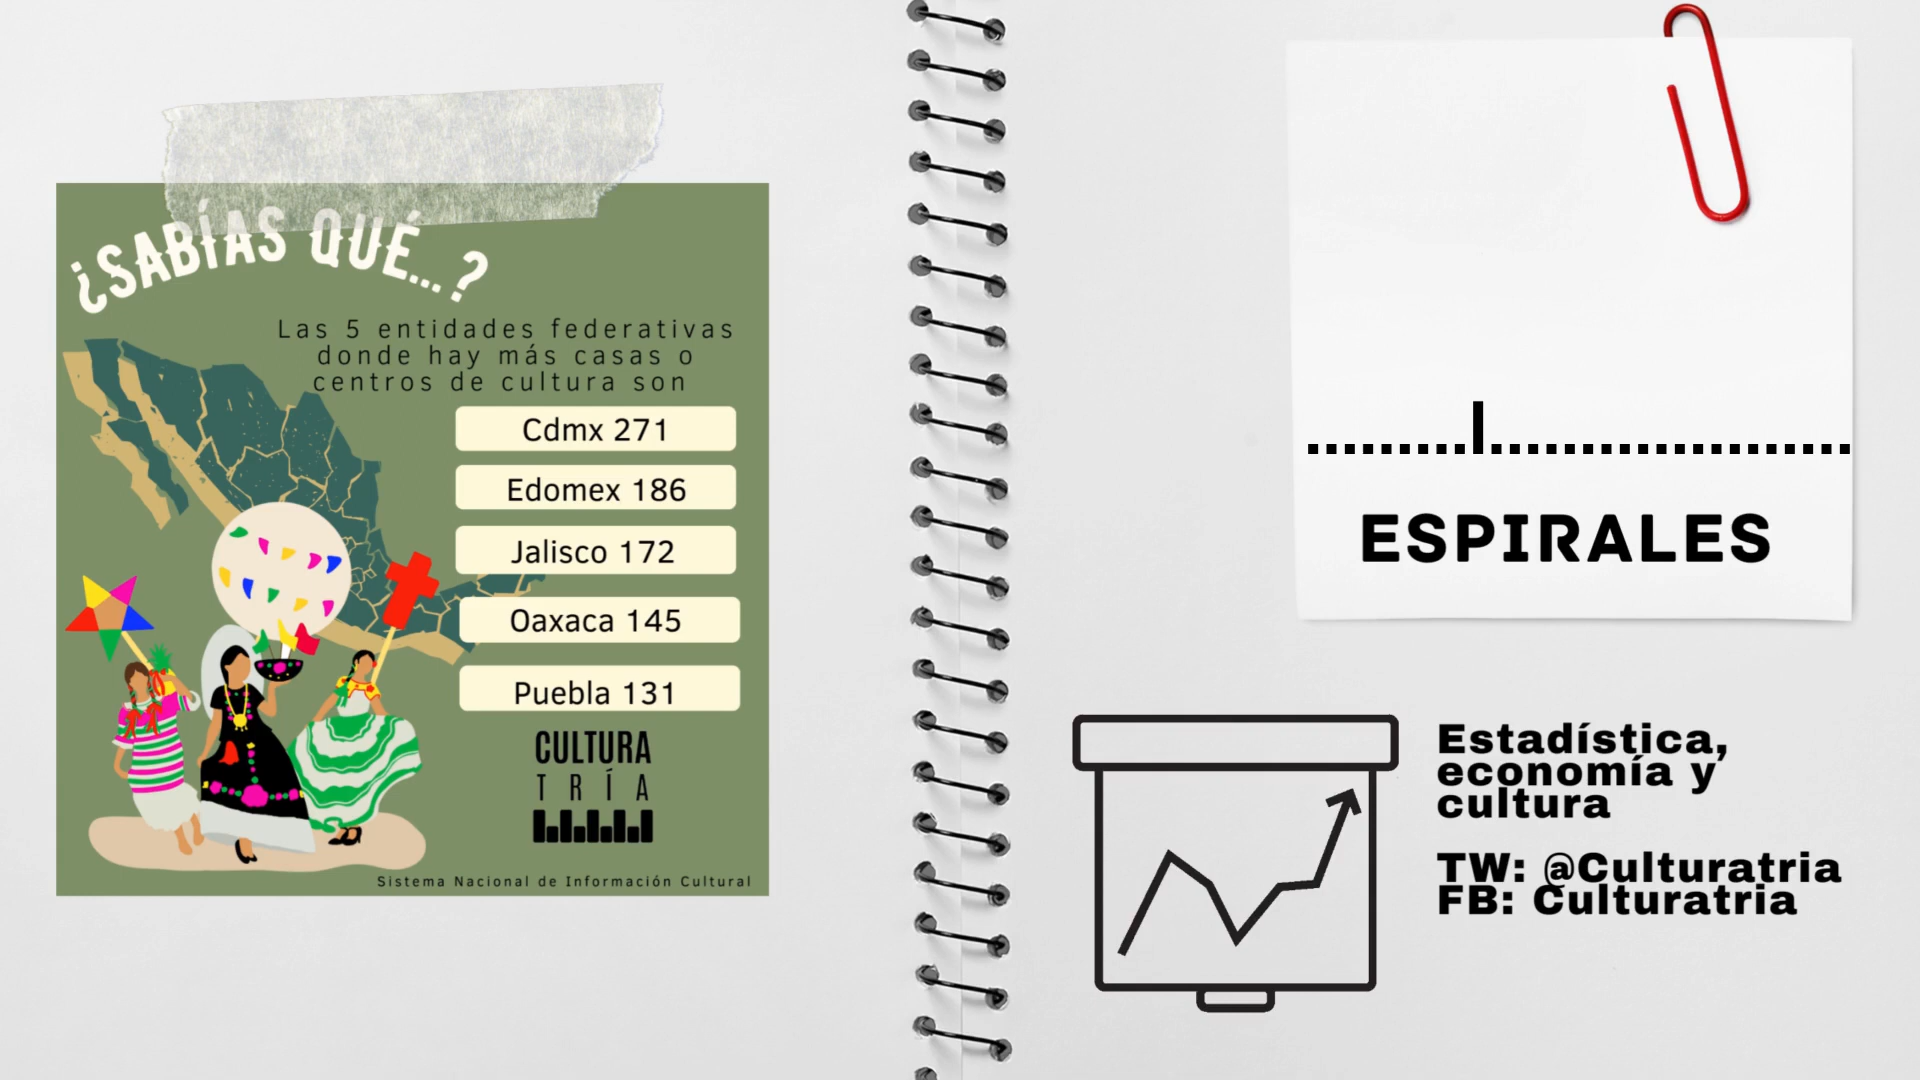 ¿SABÍAS QUÉ...?
Las 5 entidades federativas
donde hay más casas o
centros de cultura son
Cdmx 271
Edomex 186
Jalisco 172
Oaxaca 145
Puebla 131
CULTURA
TRÍA
Sistema Nacional de Información Cultural
ESPIRALES
Estadística,
economía y
cultura
TW: @Culturatria
FB: Culturatria